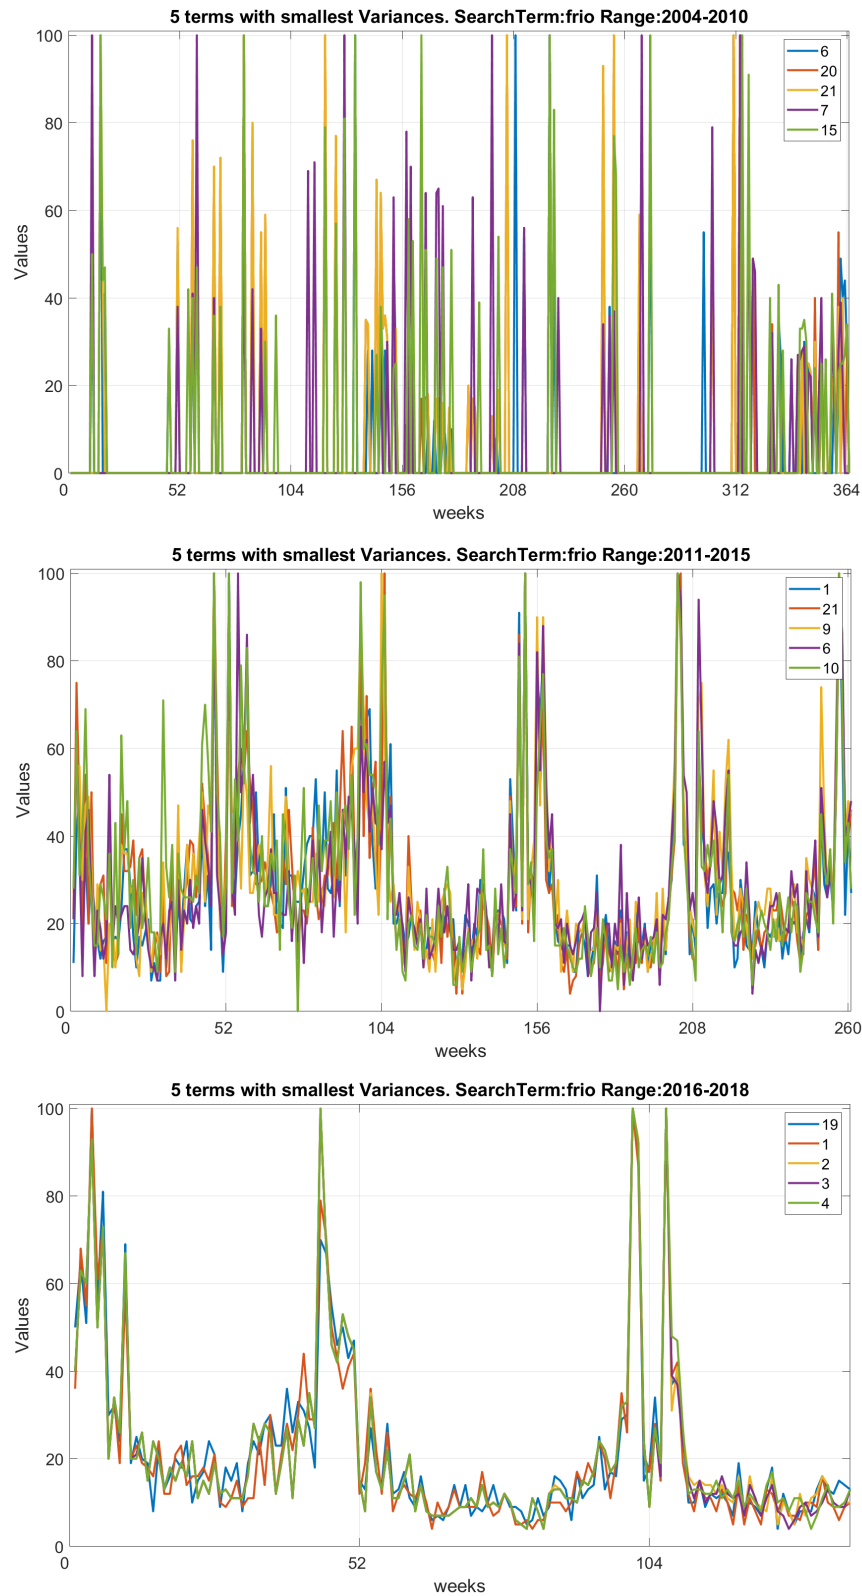 5 terms with smallest Variances. SearchTerm:frio Range:2004-2010
100
80
60
40
20
0
Values
0 52 104 156 208 260 312 364
weeks
6
20
21
7
15
5 terms with smallest Variances. SearchTerm:frio Range:2011-2015
100
80
60
40
20
0
Values
0 52 104 156 208 260
weeks
1
21
9
6
10
5 terms with smallest Variances. SearchTerm:frio Range:2016-2018
100
80
60
40
20
0
Values
0 52 104
weeks
19
1
2
3
4